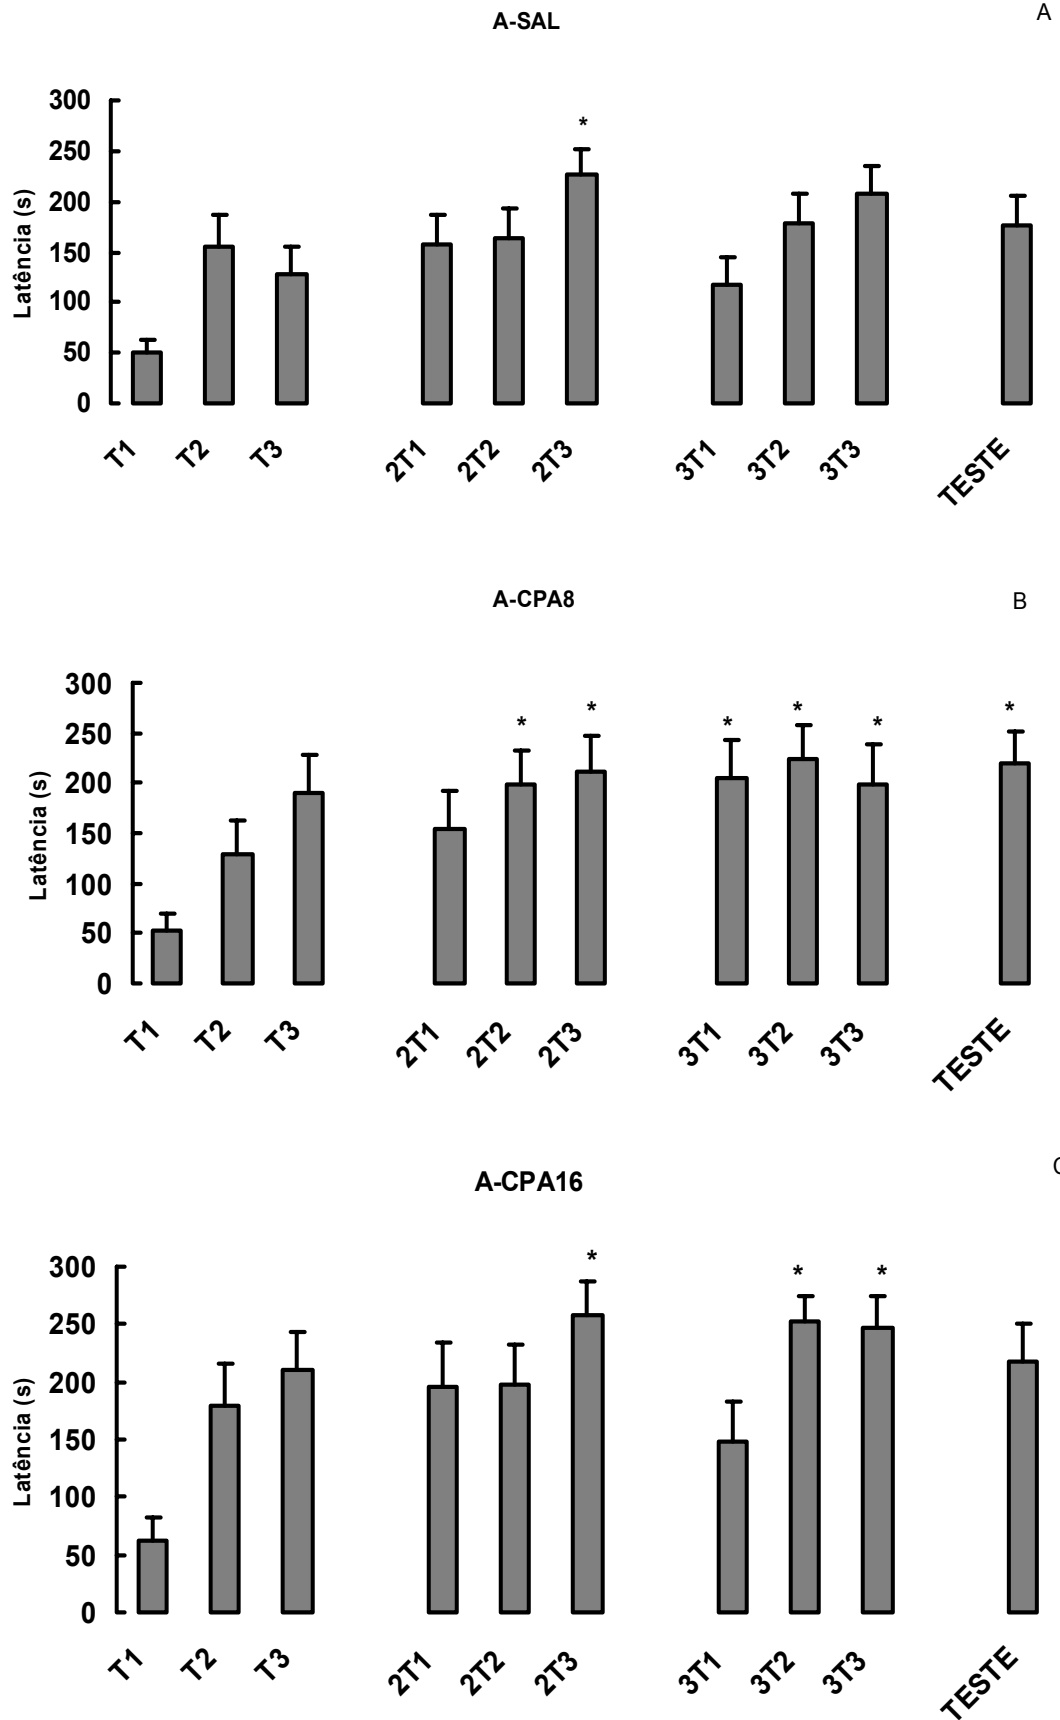 A-SAL
A
300
*
250
200
150
100
50
0
Latência (s)
T1 T2 T3 2T1 2T2 2T3 3T1 3T2 3T3 TESTE
A-CPA8
B
300
* * * * * *
250
200
150
100
50
0
Latência (s)
T1 T2 T3 2T1 2T2 2T3 3T1 3T2 3T3 TESTE
A-CPA16
C
* * *
300
250
200
150
100
50
0
Latência (s)
T1 T2 T3 2T1 2T2 2T3 3T1 3T2 3T3 TESTE